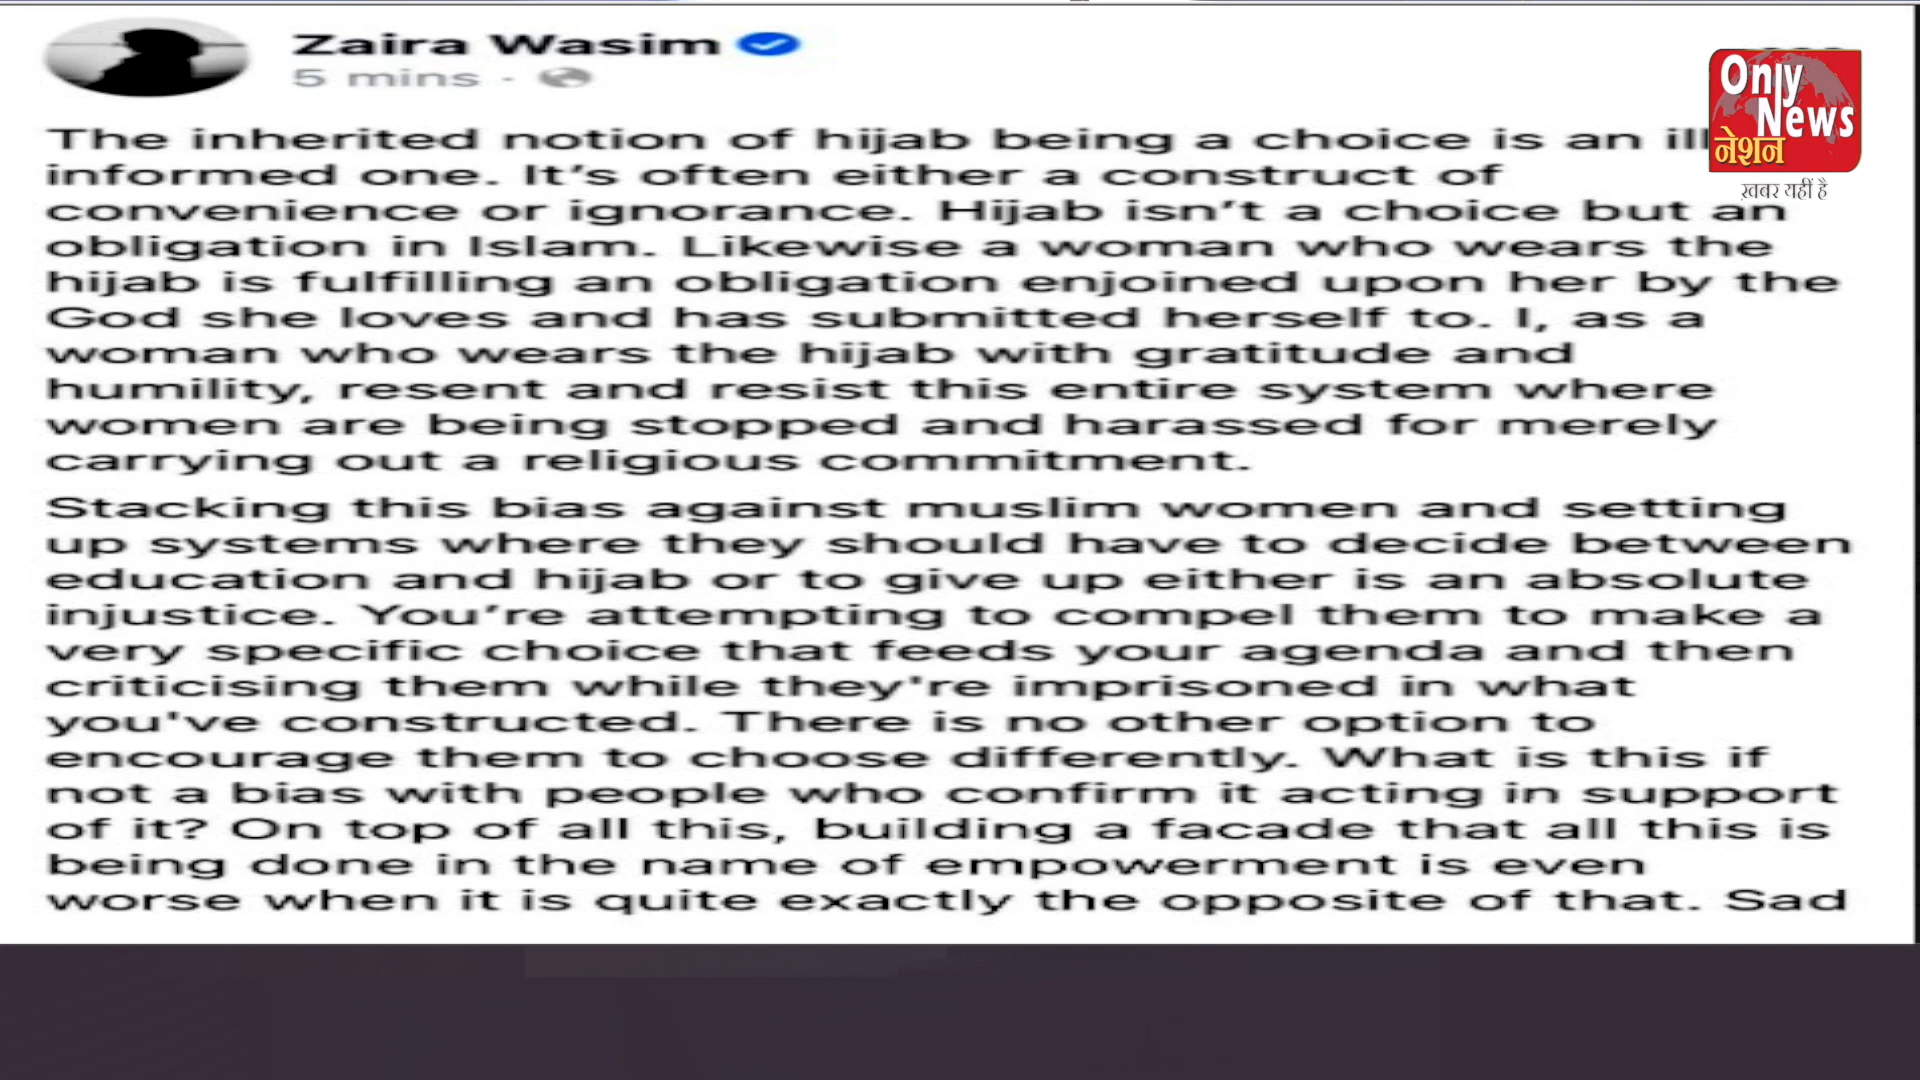 Zaira Wasim
5 mins ·
The inherited notion of hijab being a choice is an ill
informed one. It’s often either a construct of
convenience or ignorance. Hijab isn’t a choice but an
obligation in Islam. Likewise a woman who wears the
hijab is fulfilling an obligation enjoined upon her by the
God she loves and has submitted herself to. I, as a
woman who wears the hijab with gratitude and
humility, resent and resist this entire system where
women are being stopped and harassed for merely
carrying out a religious commitment.
Stacking this bias against muslim women and setting
up systems where they should have to decide between
education and hijab or to give up either is an absolute
injustice. You’re attempting to compel them to make a
very specific choice that feeds your agenda and then
criticising them while they're imprisoned in what
you've constructed. There is no other option to
encourage them to choose differently. What is this if
not a bias with people who confirm it acting in support
of it? On top of all this, building a facade that all this is
being done in the name of empowerment is even
worse when it is quite exactly the opposite of that. Sad
Only
News
नेशन
ख़बर यहीं है